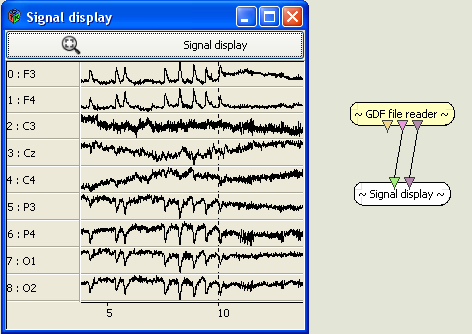 Signal display
Signal display
0 : F3
1 : F4
2 : C3
3 : Cz
4 : C4
5 : P3
6 : P4
7 : O1
8 : O2
5 10
~ GDF file reader ~
~ Signal display ~